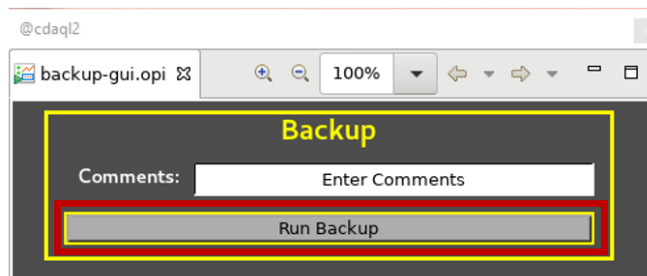 @cdaql2
backup-gui.opi
100%
Backup
Comments: Enter Comments
Run Backup